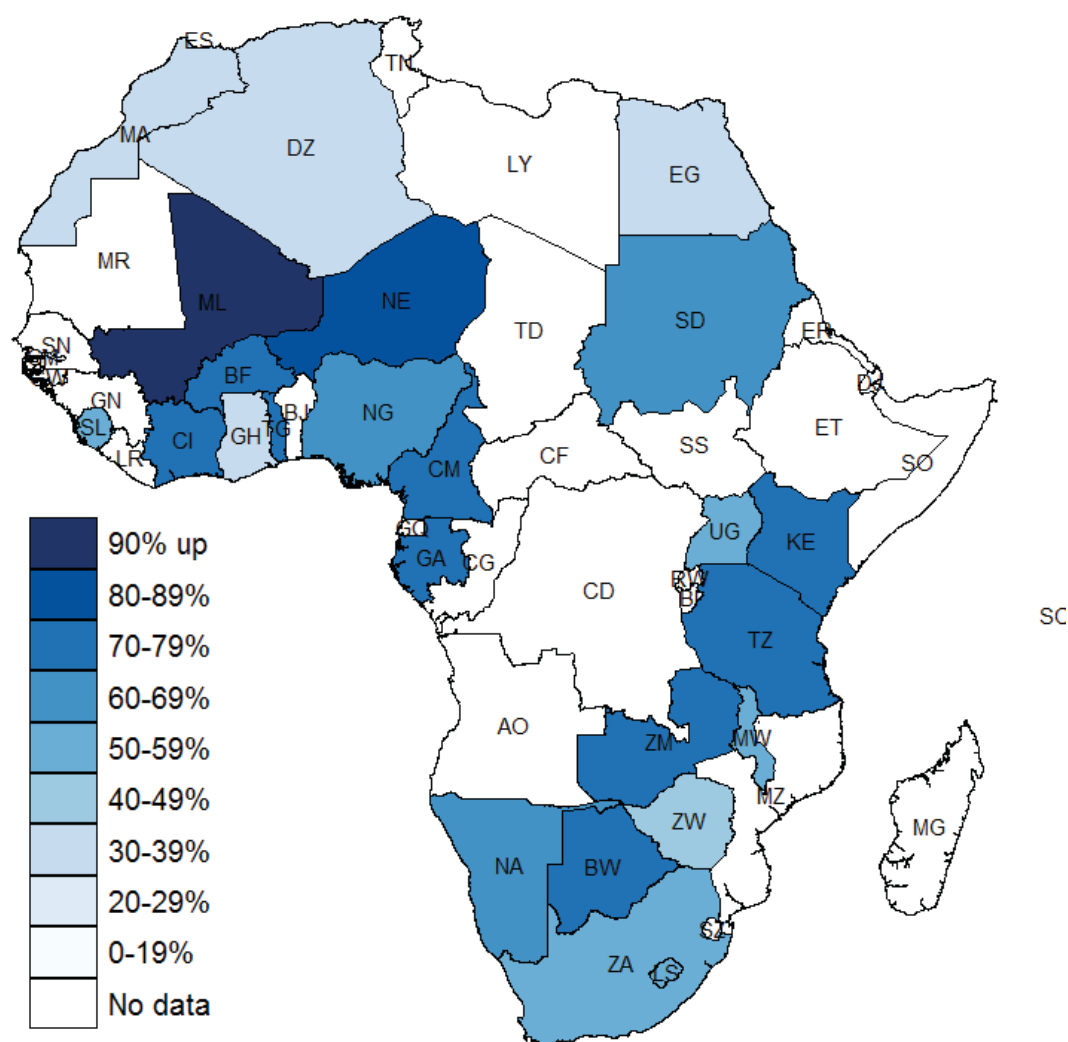 ES
TN
MA
DZ
LY
EG
MR
ML
NE
TD
SD
ER
SN
GM
GW
BF
DJ
GN
NG
BJ
SL
CI
GH
TG
ET
LR
SS
CM
CF
SO
GQ
UG
KE
GA
CG
RW
CD
BI
TZ
AO
ZM
MW
MZ
ZW
MG
NA
BW
SZ
ZA
LS
90% up
80-89%
70-79%
60-69%
50-59%
40-49%
30-39%
20-29%
0-19%
No data